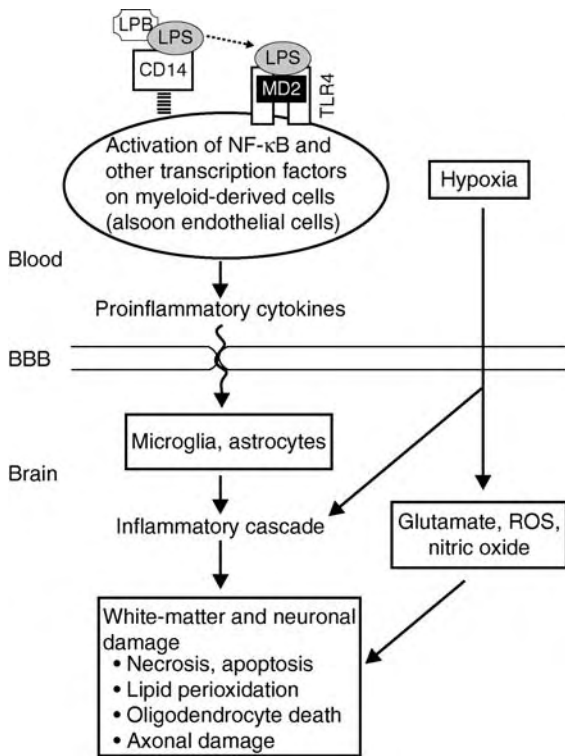 LPB
LPS
CD14
LPS
MD2
TLR4
Activation of NF-κB and
other transcription factors
on myeloid-derived cells
(alsoon endothelial cells)
Hypoxia
Blood
Proinflammatory cytokines
BBB
Microglia, astrocytes
Brain
Inflammatory cascade
Glutamate, ROS,
nitric oxide
White-matter and neuronal
damage
• Necrosis, apoptosis
• Lipid perioxidation
• Oligodendrocyte death
• Axonal damage